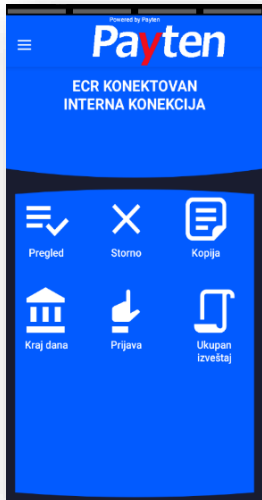 Powered by Payten
Payten
ECR KONEKTOVAN
INTERNA KONEKCIJA
Pregled
Storno
Kopija
Kraj dana
Prijava
Ukupan
izveštaj